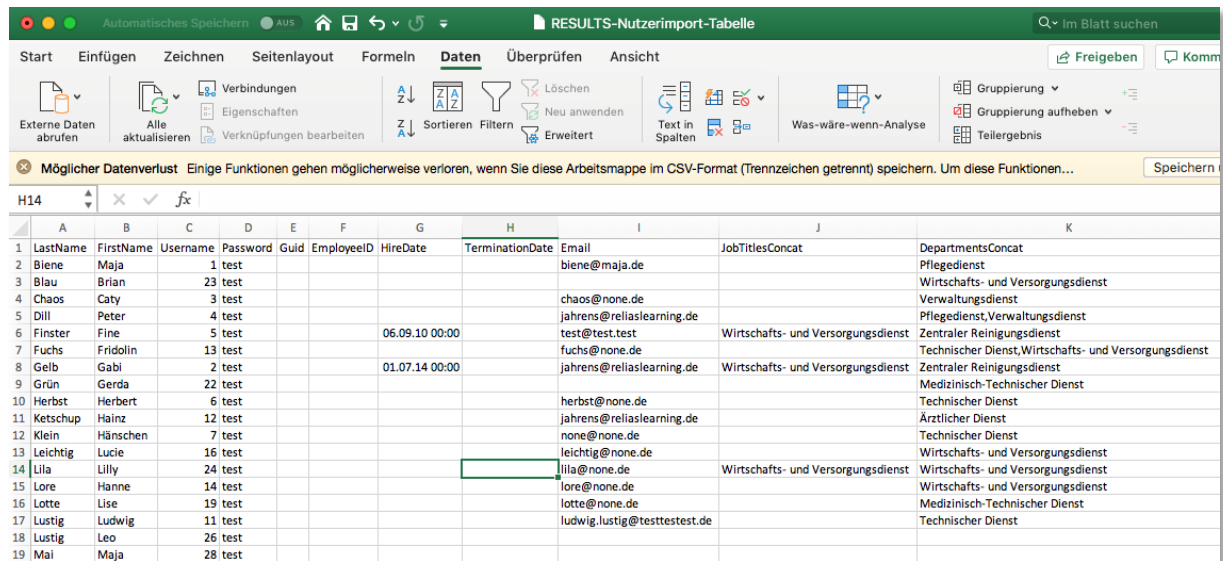 Automatisches Speichern AUS RESULTS-Nutzerimport-Tabelle Im Blatt suchen
Start Einfügen Zeichnen Seitenlayout Formeln Daten Überprüfen Ansicht Freigeben Komm
Externe Daten abrufen
Alle aktualisieren
Verbindungen
Eigenschaften
Verknüpfungen bearbeiten
Sortieren Filtern
Löschen
Neu anwenden
Erweitert
Text in Spalten
Was-wäre-wenn-Analyse
Gruppierung
Gruppierung aufheben
Teilergebnis
Möglicher Datenverlust Einige Funktionen gehen möglicherweise verloren, wenn Sie diese Arbeitsmappe im CSV-Format (Trennzeichen getrennt) speichern. Um diese Funktionen... Speichern
H14 fx
A B C D E F G H I J K
1 LastName FirstName Username Password Guid EmployeeID HireDate TerminationDate Email JobTitlesConcat DepartmentsConcat
2 Biene Maja 1 test biene@maja.de Pflegedienst
3 Blau Brian 23 test Wirtschafts- und Versorgungsdienst
4 Chaos Caty 3 test chaos@none.de Verwaltungsdienst
5 Dill Peter 4 test jahrens@reliaslearning.de Pflegedienst,Verwaltungsdienst
6 Finster Fine 5 test 06.09.10 00:00 test@test.test Wirtschafts- und Versorgungsdienst Zentraler Reinigungsdienst
7 Fuchs Fridolin 13 test fuchs@none.de Technischer Dienst,Wirtschafts- und Versorgungsdienst
8 Gelb Gabi 2 test 01.07.14 00:00 jahrens@reliaslearning.de Wirtschafts- und Versorgungsdienst Zentraler Reinigungsdienst
9 Grün Gerda 22 test Medizinisch-Technischer Dienst
10 Herbst Herbert 6 test herbst@none.de Technischer Dienst
11 Ketschup Hainz 12 test jahrens@reliaslearning.de Ärztlicher Dienst
12 Klein Hänschen 7 test none@none.de Technischer Dienst
13 Leichtig Lucie 16 test leichtig@none.de Wirtschafts- und Versorgungsdienst
14 Lila Lilly 24 test lila@none.de Wirtschafts- und Versorgungsdienst Wirtschafts- und Versorgungsdienst
15 Lore Hanne 14 test lore@none.de Wirtschafts- und Versorgungsdienst
16 Lotte Lise 19 test lotte@none.de Medizinisch-Technischer Dienst
17 Lustig Ludwig 11 test ludwig.lustig@testtestest.de Technischer Dienst
18 Lustig Leo 26 test
19 Mai Maja 28 test